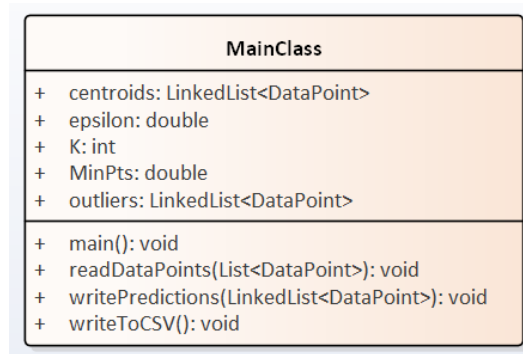 MainClass
+ centroids: LinkedList<DataPoint>
+ epsilon: double
+ K: int
+ MinPts: double
+ outliers: LinkedList<DataPoint>
+ main(): void
+ readDataPoints(List<DataPoint>): void
+ writePredictions(LinkedList<DataPoint>): void
+ writeToCSV(): void